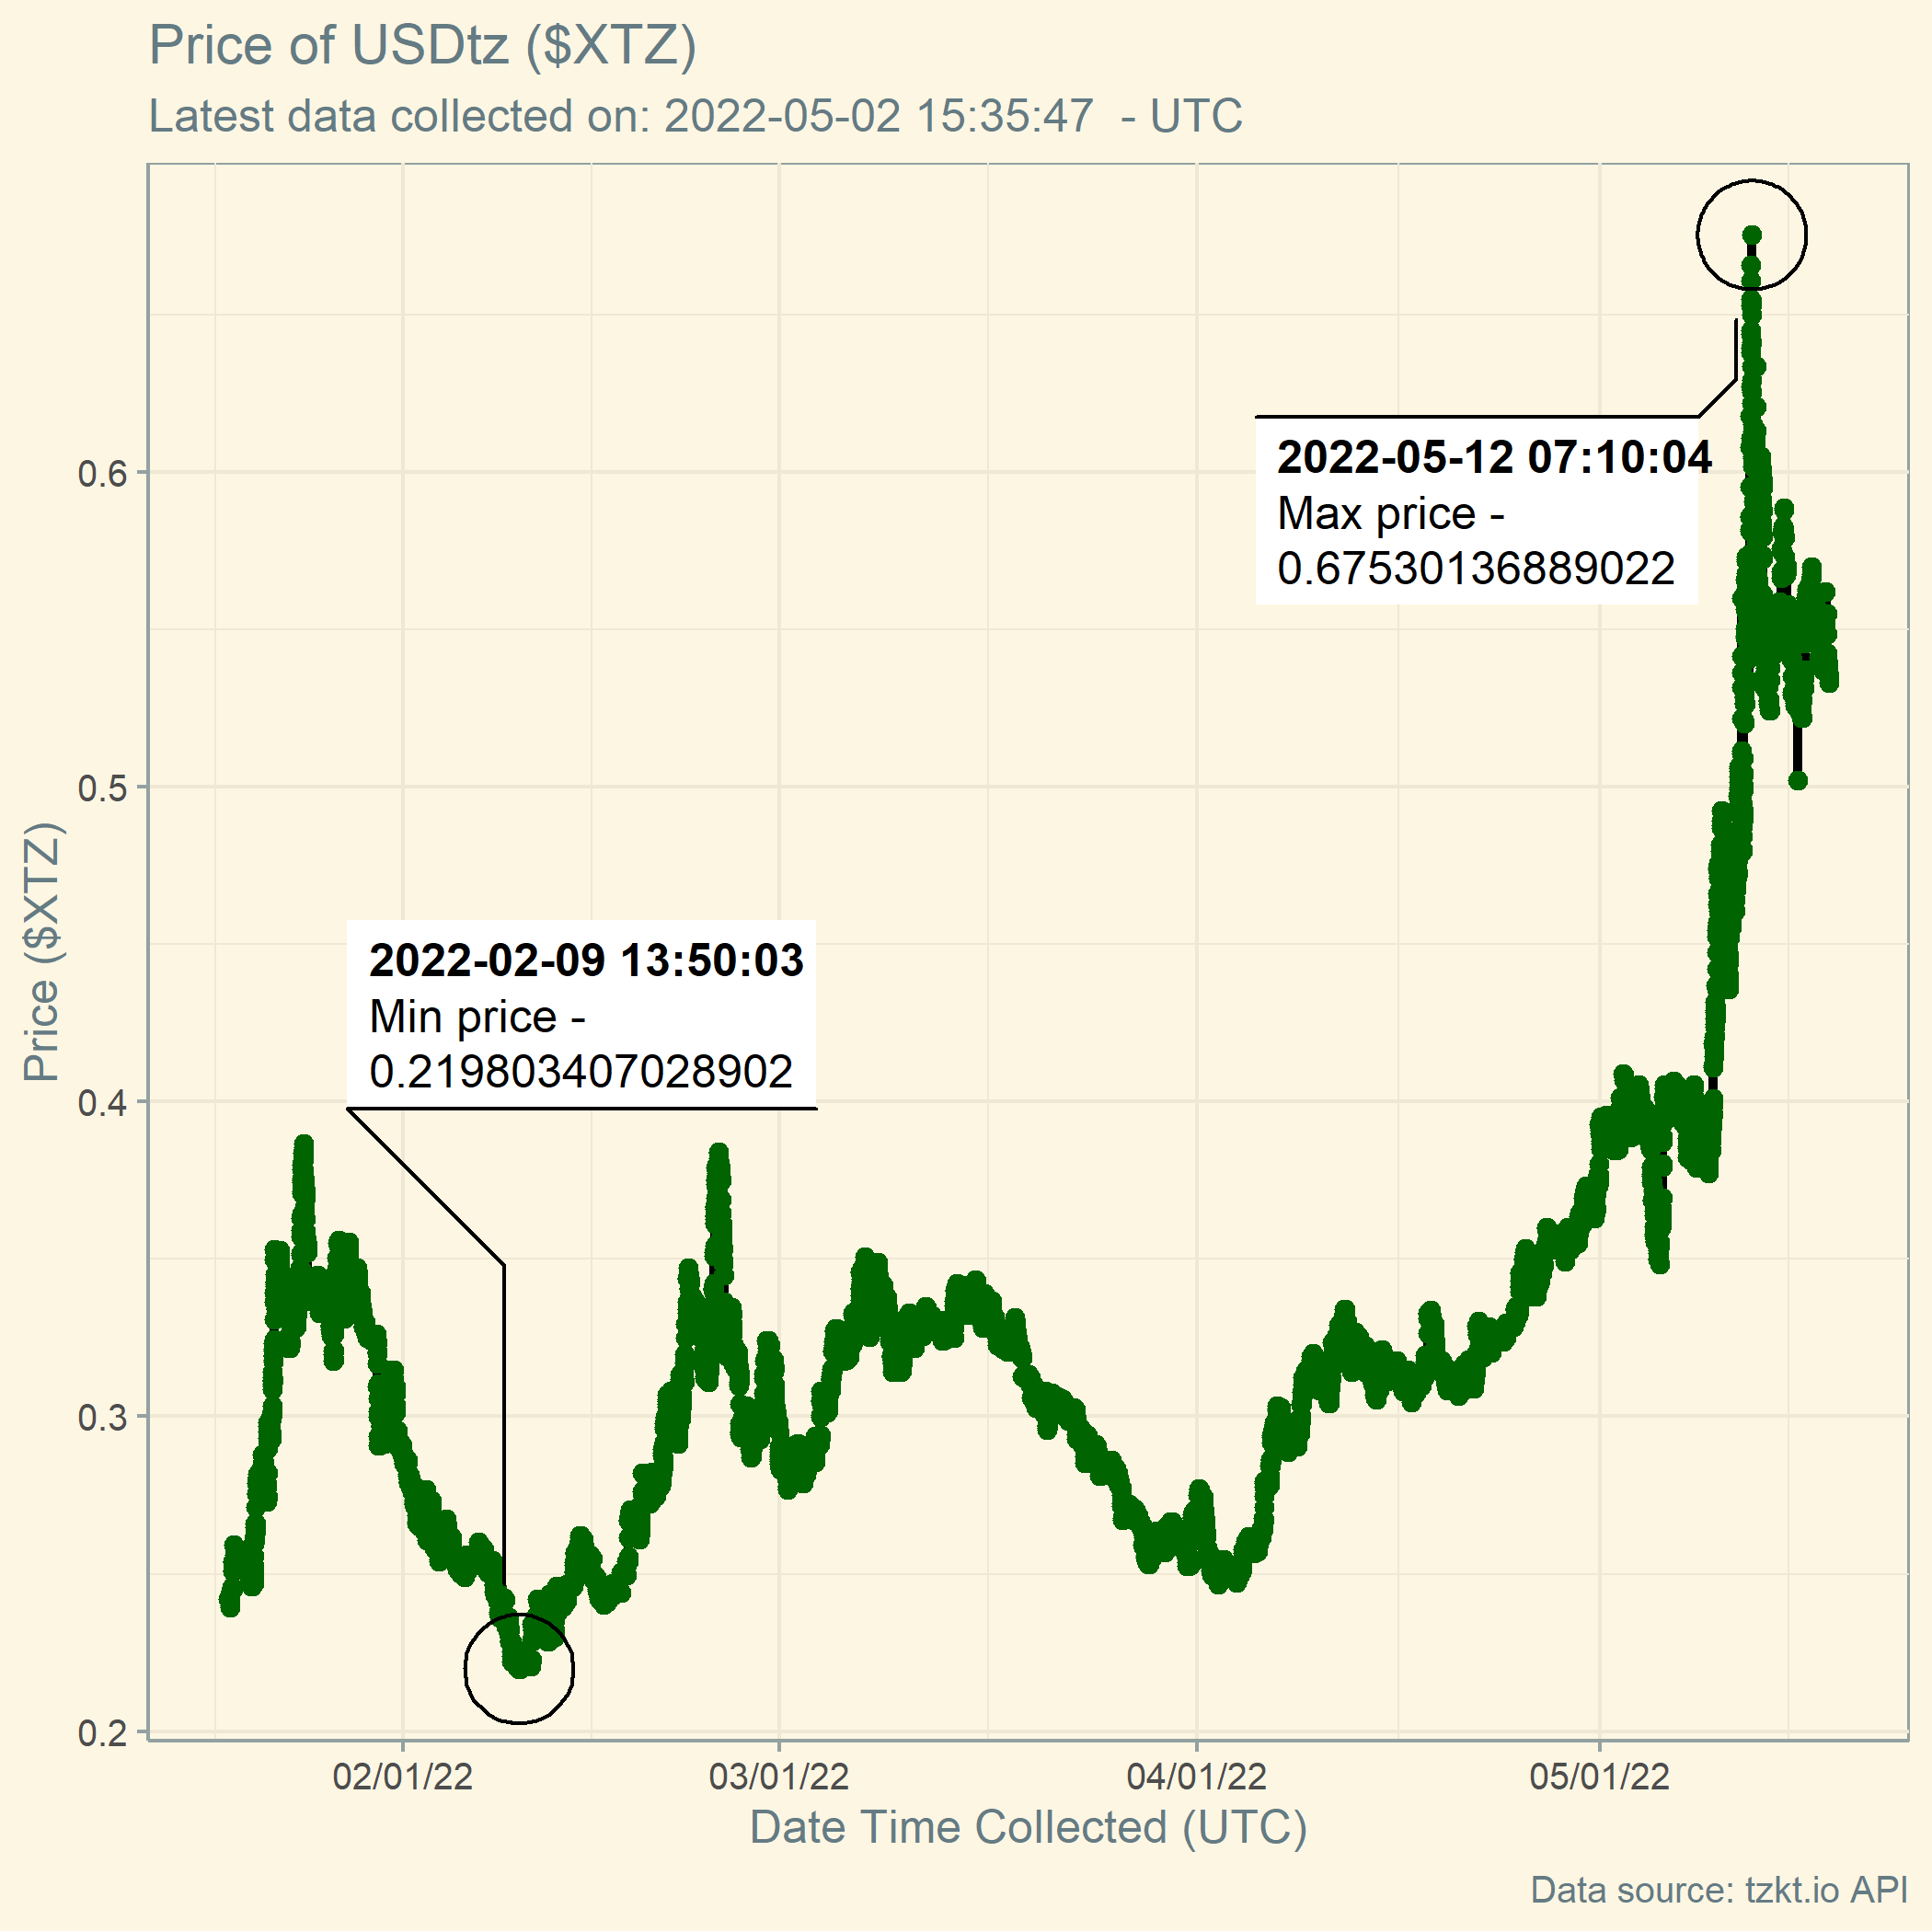 Price of USDtz ($XTZ)
Latest data collected on: 2022-05-02 15:35:47  - UTC
2022-05-12 07:10:04
Max price -
0.67530136889022
2022-02-09 13:50:03
Min price -
0.219803407028902
Price ($XTZ)
0.6
0.5
0.4
0.3
0.2
02/01/22
03/01/22
04/01/22
05/01/22
Date Time Collected (UTC)
Data source: tzkt.io API